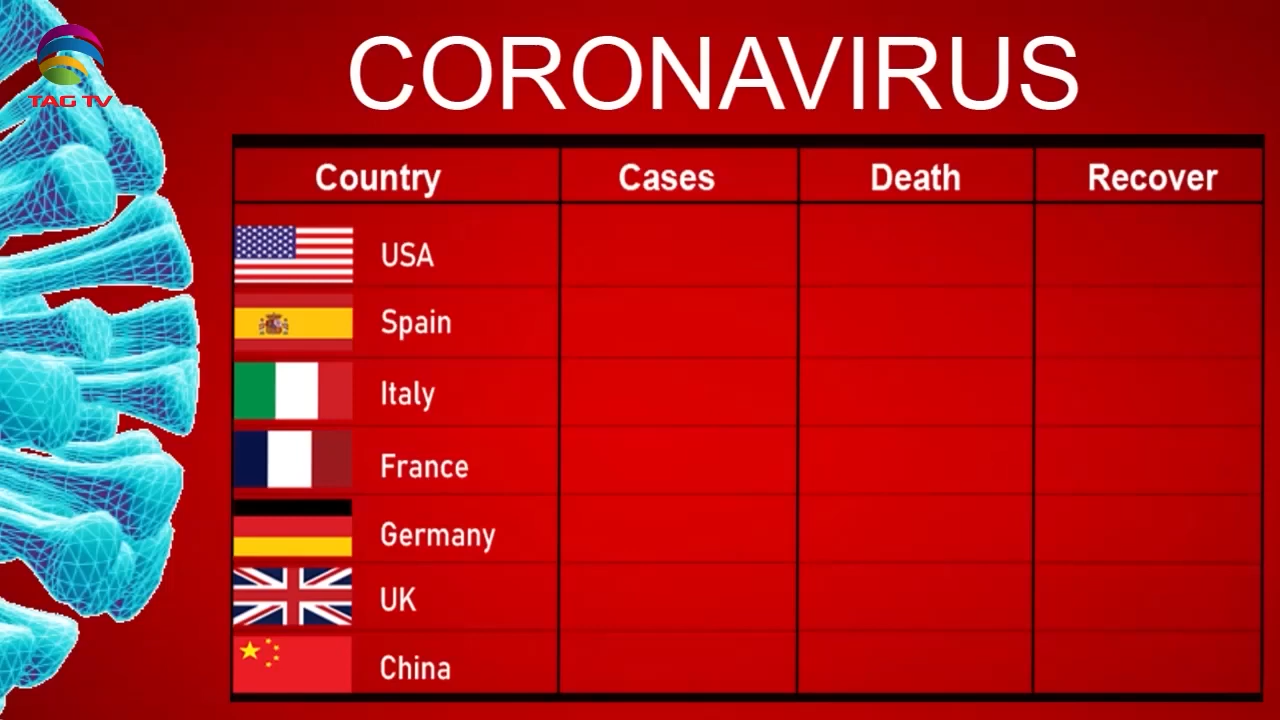 TAG TV
CORONAVIRUS
Country Cases Death Recover
USA
Spain
Italy
France
Germany
UK
China